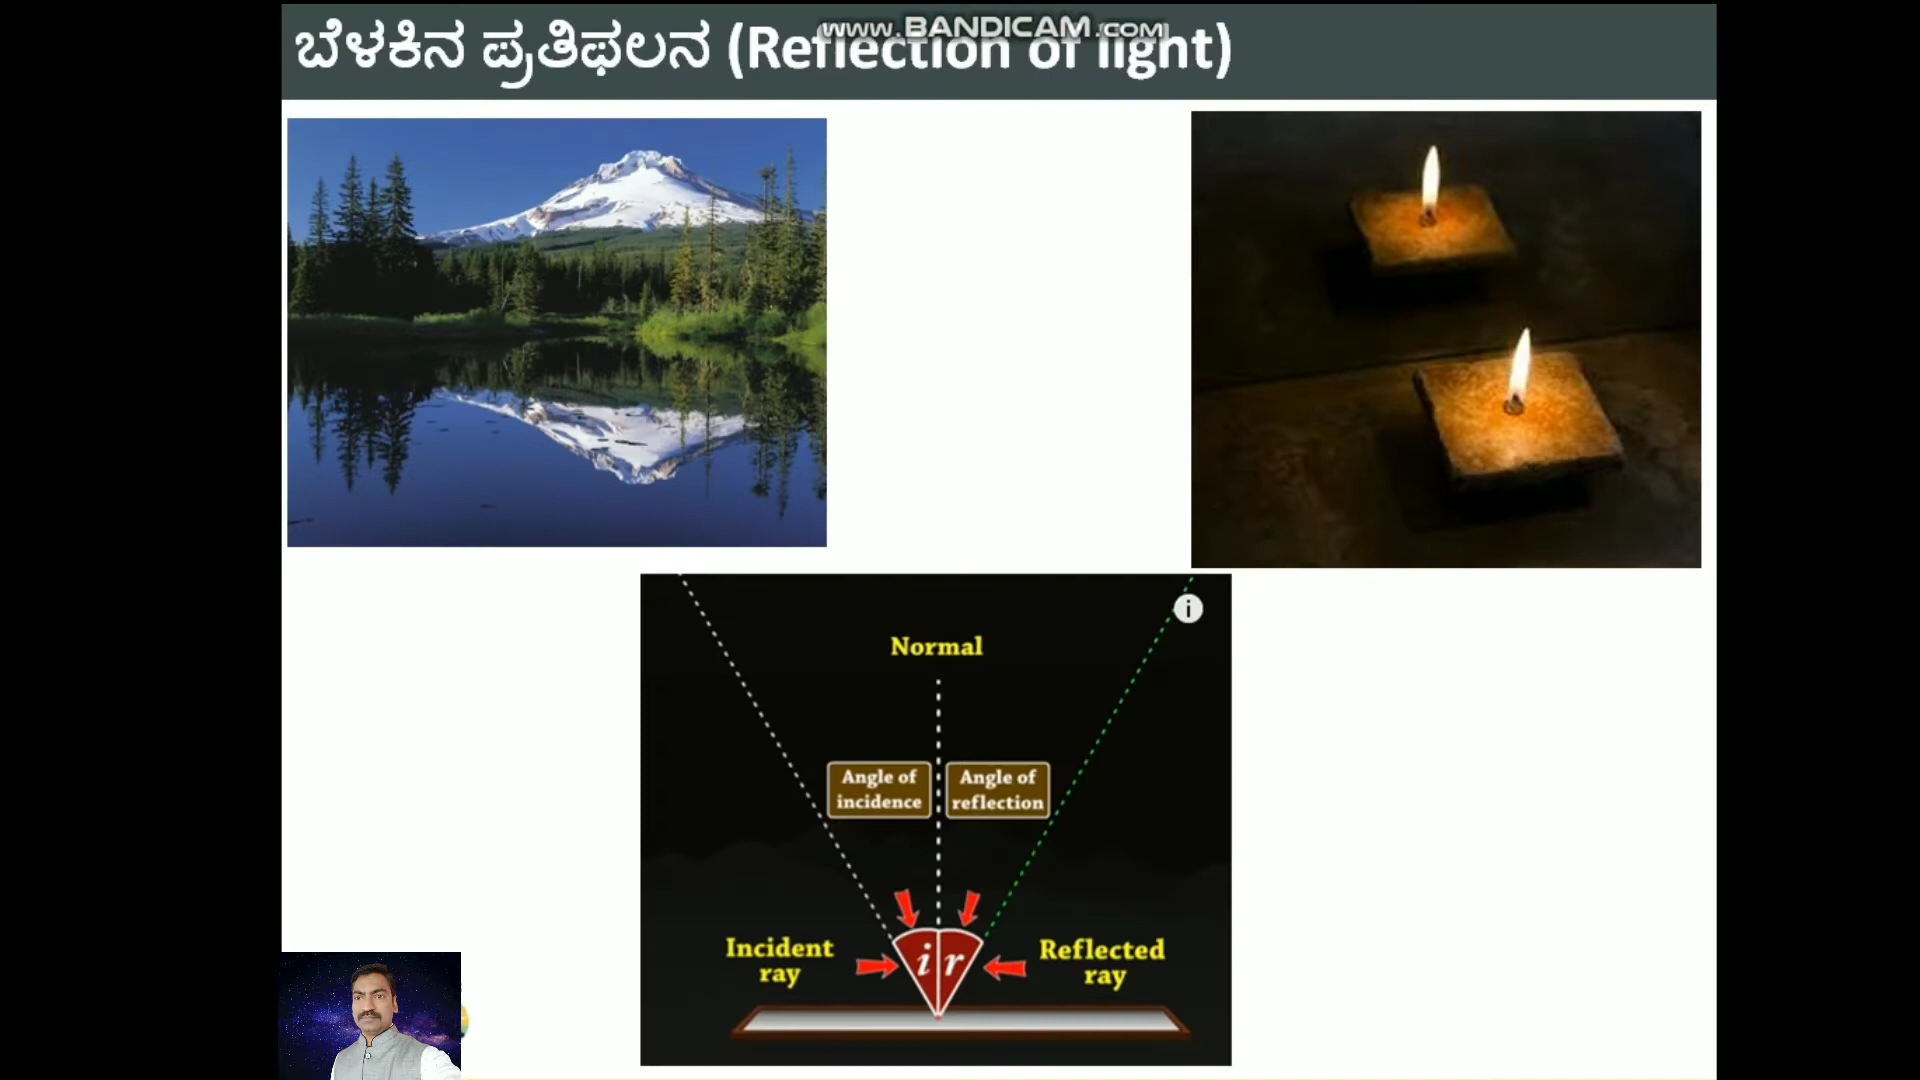 www.BANDICAM.com
ಬೆಳಕಿನ ಪ್ರತಿಫಲನ (Reflection of light)
i
Normal
Angle of
incidence
Angle of
reflection
Incident
ray
i r
Reflected
ray